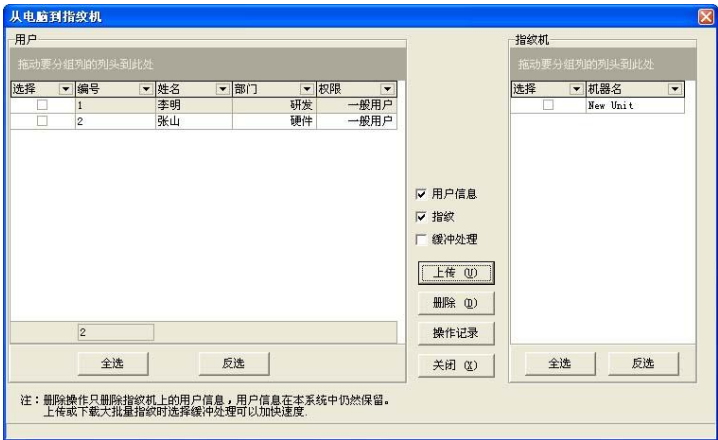 从电脑到指纹机
用户
拖动要分组列的列头到此处
选择 编号 姓名 部门 权限
1 李明 研发 一般用户
2 张山 硬件 一般用户
2
全选 反选
用户信息
指纹
缓冲处理
上传 (U)
删除 (D)
操作记录
关闭 (X)
指纹机
拖动要分组列的列头到此处
选择 机器名
New Unit
全选 反选
注：删除操作只删除指纹机上的用户信息，用户信息在本系统中仍然保留。
上传或下载大批量指纹时选择缓冲处理可以加快速度.